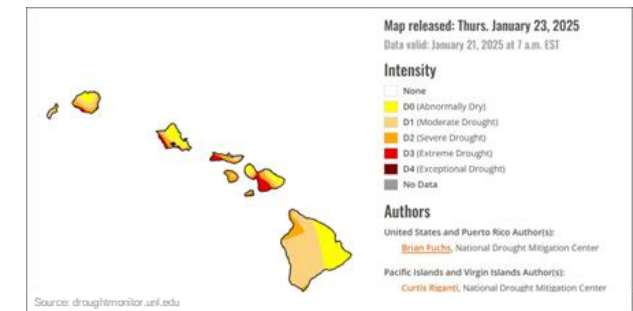 Map released: Thurs. January 23, 2025
Data valid: January 21, 2025 at 7 a.m. EST
Intensity
None
D0 (Abnormally Dry)
D1 (Moderate Drought)
D2 (Severe Drought)
D3 (Extreme Drought)
D4 (Exceptional Drought)
No Data
Authors
United States and Puerto Rico Author(s):
Brian Fuchs, National Drought Mitigation Center
Pacific Islands and Virgin Islands Author(s):
Curtis Riganti, National Drought Mitigation Center
Source: droughtmonitor.unl.edu